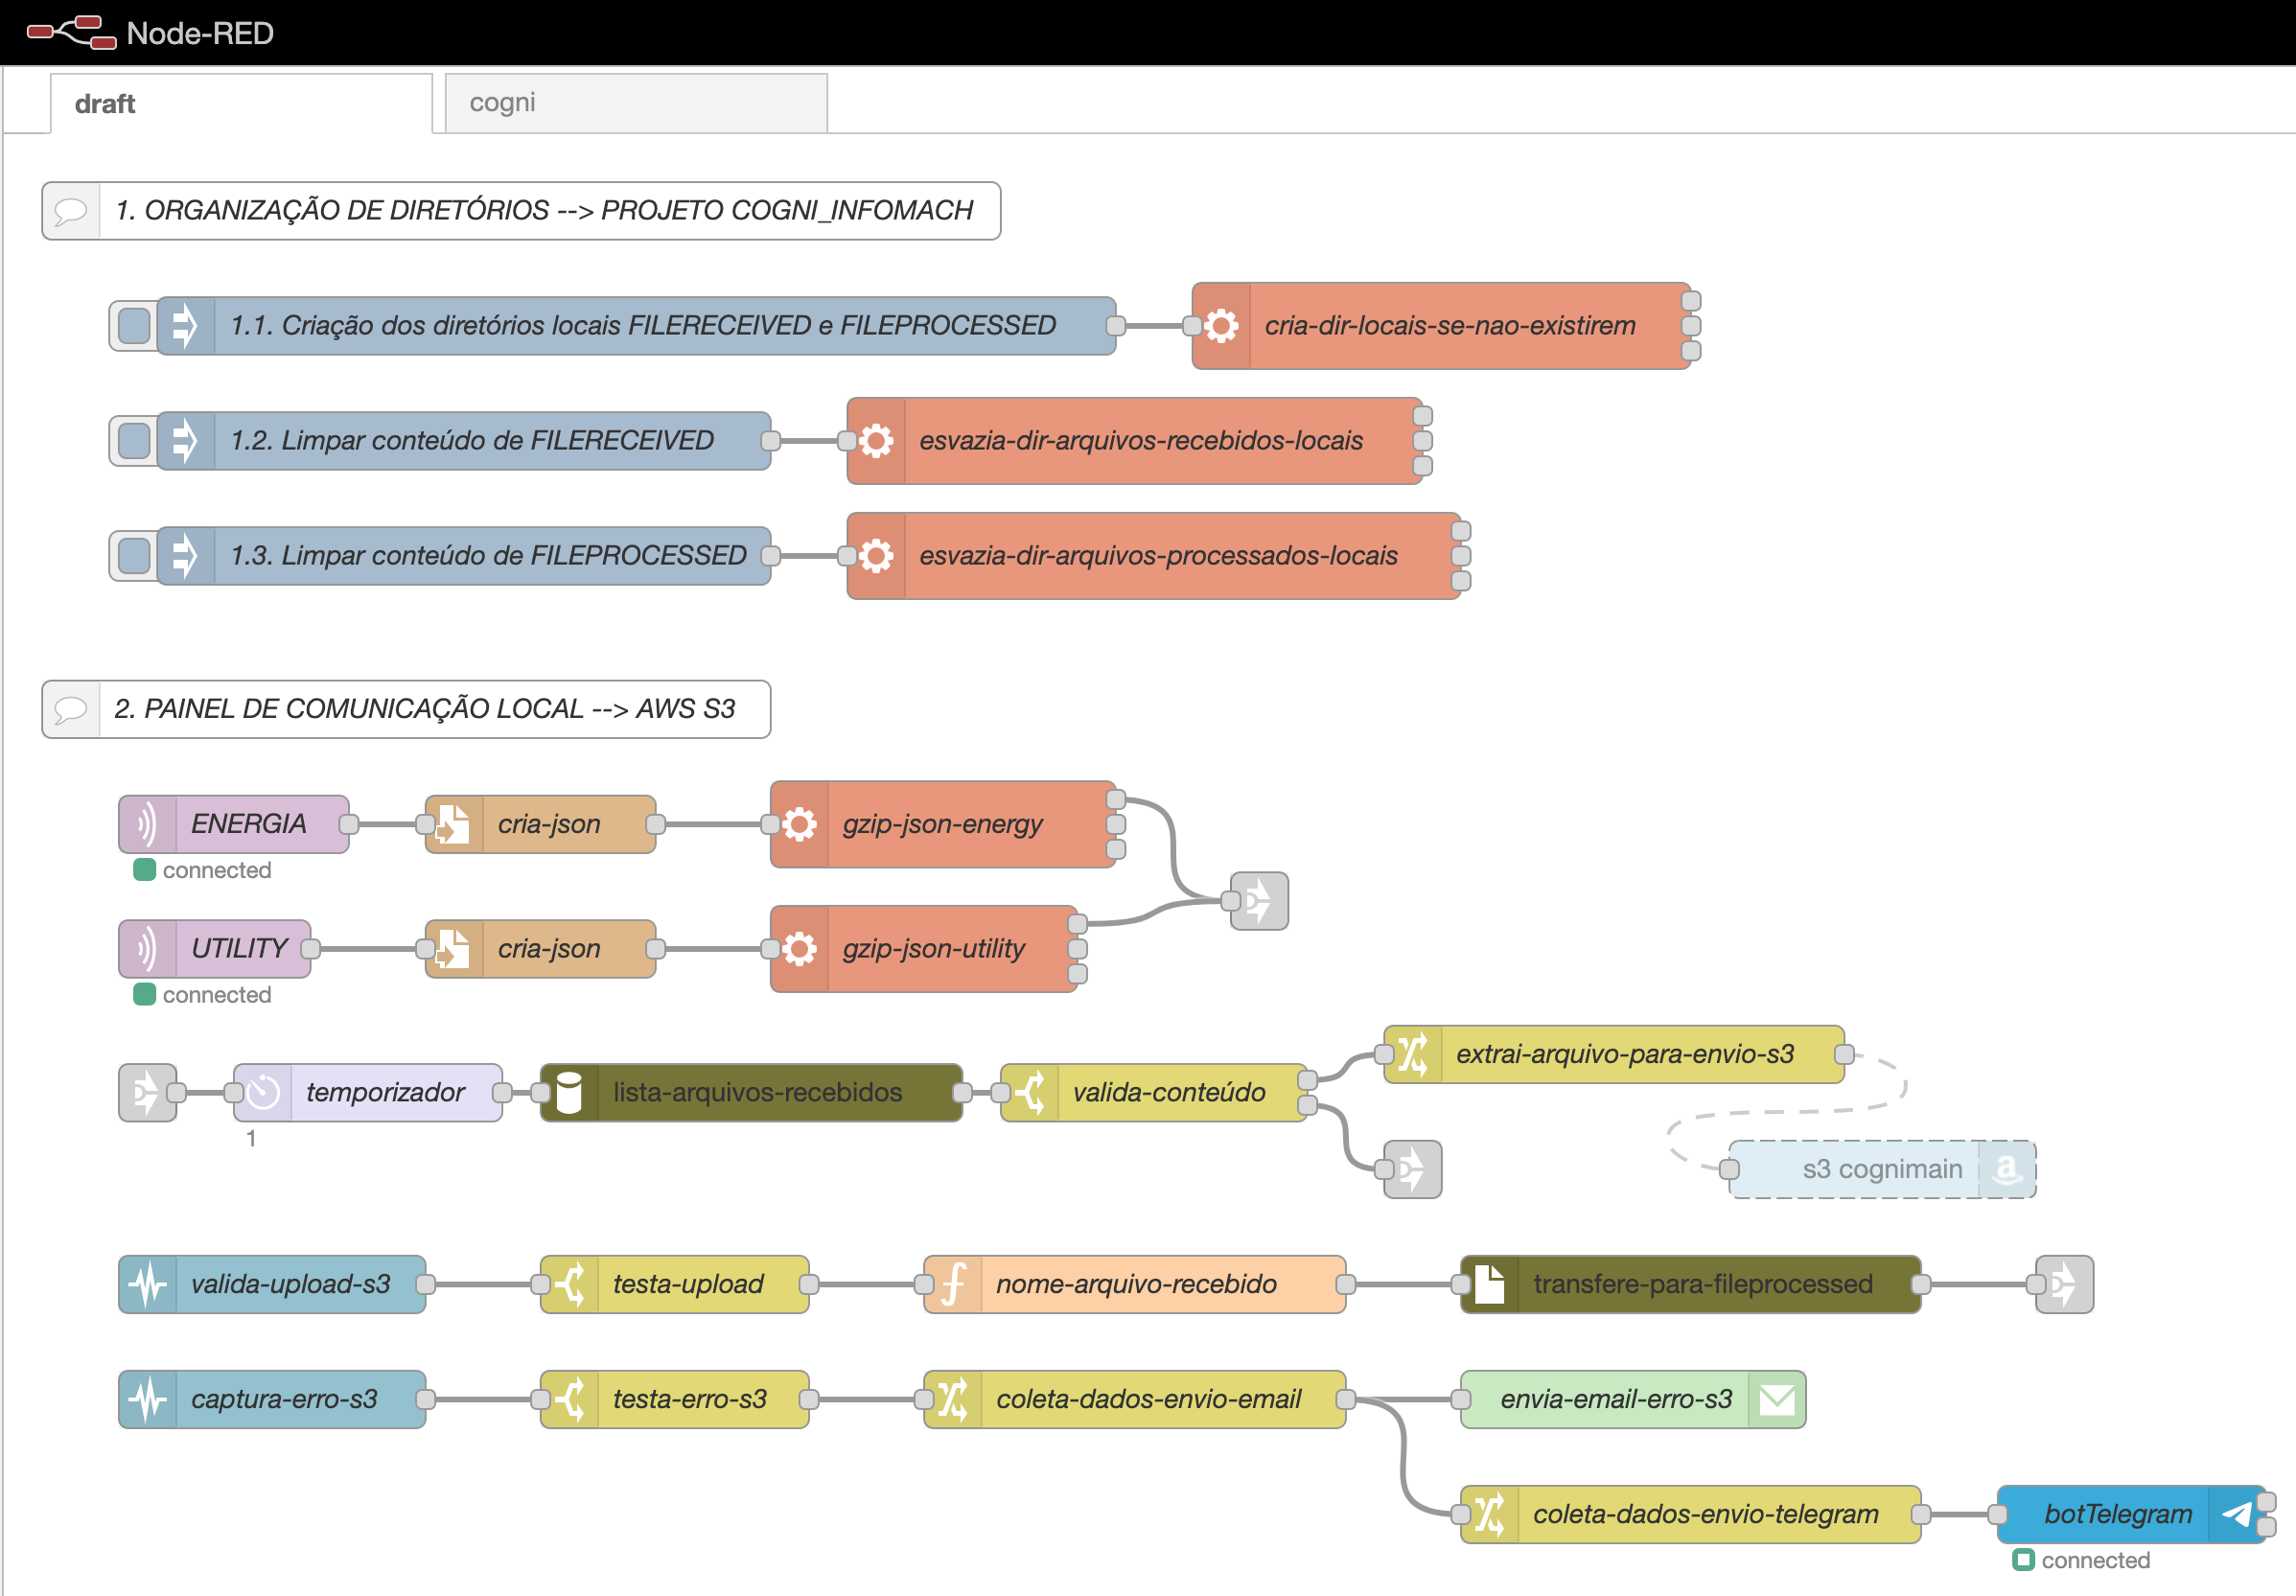 Node-RED
draft
cogni
1. ORGANIZAÇÃO DE DIRETÓRIOS --> PROJETO COGNI_INFOMACH
1.1. Criação dos diretórios locais FILERECEIVED e FILEPROCESSED
cria-dir-locais-se-nao-existirem
1.2. Limpar conteúdo de FILERECEIVED
esvazia-dir-arquivos-recebidos-locais
1.3. Limpar conteúdo de FILEPROCESSED
esvazia-dir-arquivos-processados-locais
2. PAINEL DE COMUNICAÇÃO LOCAL --> AWS S3
ENERGIA
cria-json
gzip-json-energy
connected
UTILITY
cria-json
gzip-json-utility
connected
extrai-arquivo-para-envio-s3
temporizador
lista-arquivos-recebidos
valida-conteúdo
1
s3 cognimain
a
valida-upload-s3
testa-upload
nome-arquivo-recebido
transfere-para-fileprocessed
captura-erro-s3
testa-erro-s3
coleta-dados-envio-email
envia-email-erro-s3
coleta-dados-envio-telegram
botTelegram
connected